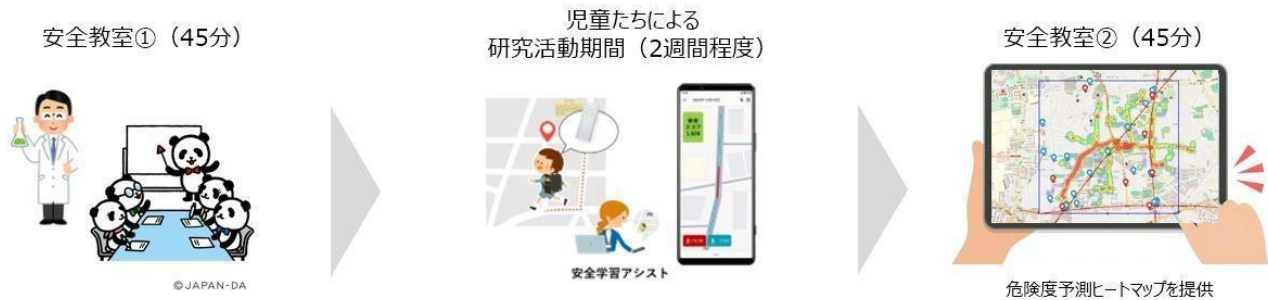 安全教室①（45分）
児童たちによる
研究活動期間（2週間程度）
安全教室②（45分）
安全学習アシスト
©JAPAN-DA
危険度予測ヒートマップを提供